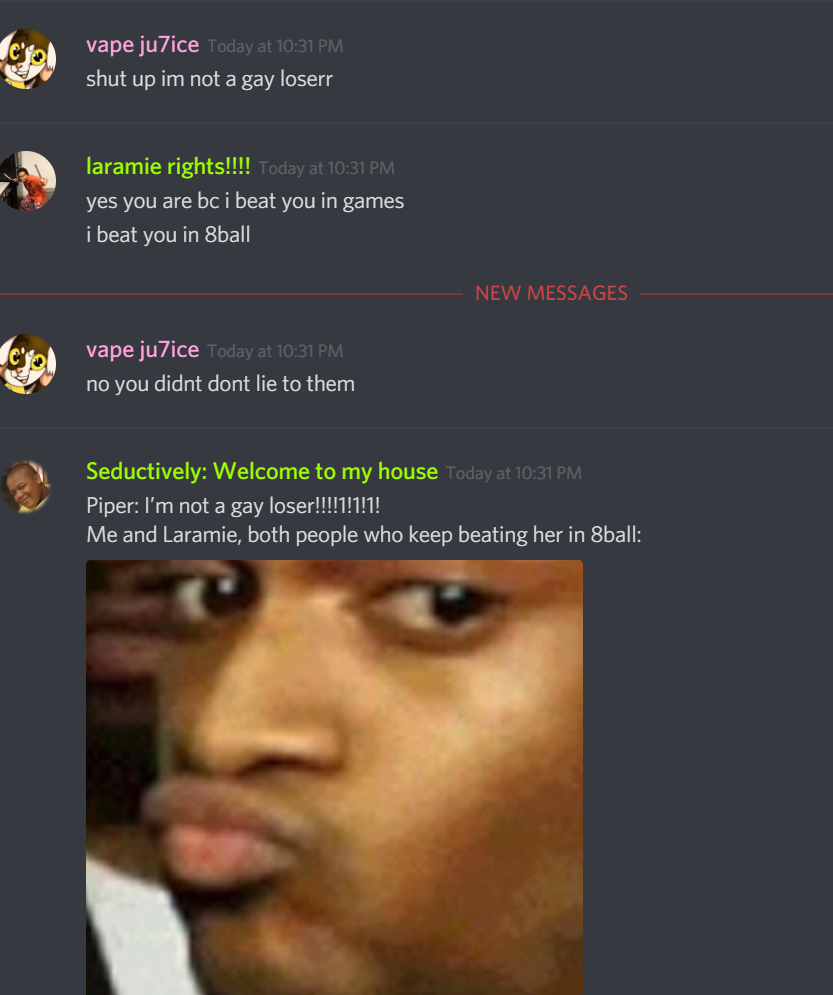 vape ju7ice Today at 10:31 PM
shut up im not a gay loserr
laramie rights!!!! Today at 10:31 PM
yes you are bc i beat you in games
i beat you in 8ball
NEW MESSAGES
vape ju7ice Today at 10:31 PM
no you didnt dont lie to them
Seductively: Welcome to my house Today at 10:31 PM
Piper: I'm not a gay loser!!!!1!1!1!
Me and Laramie, both people who keep beating her in 8ball: